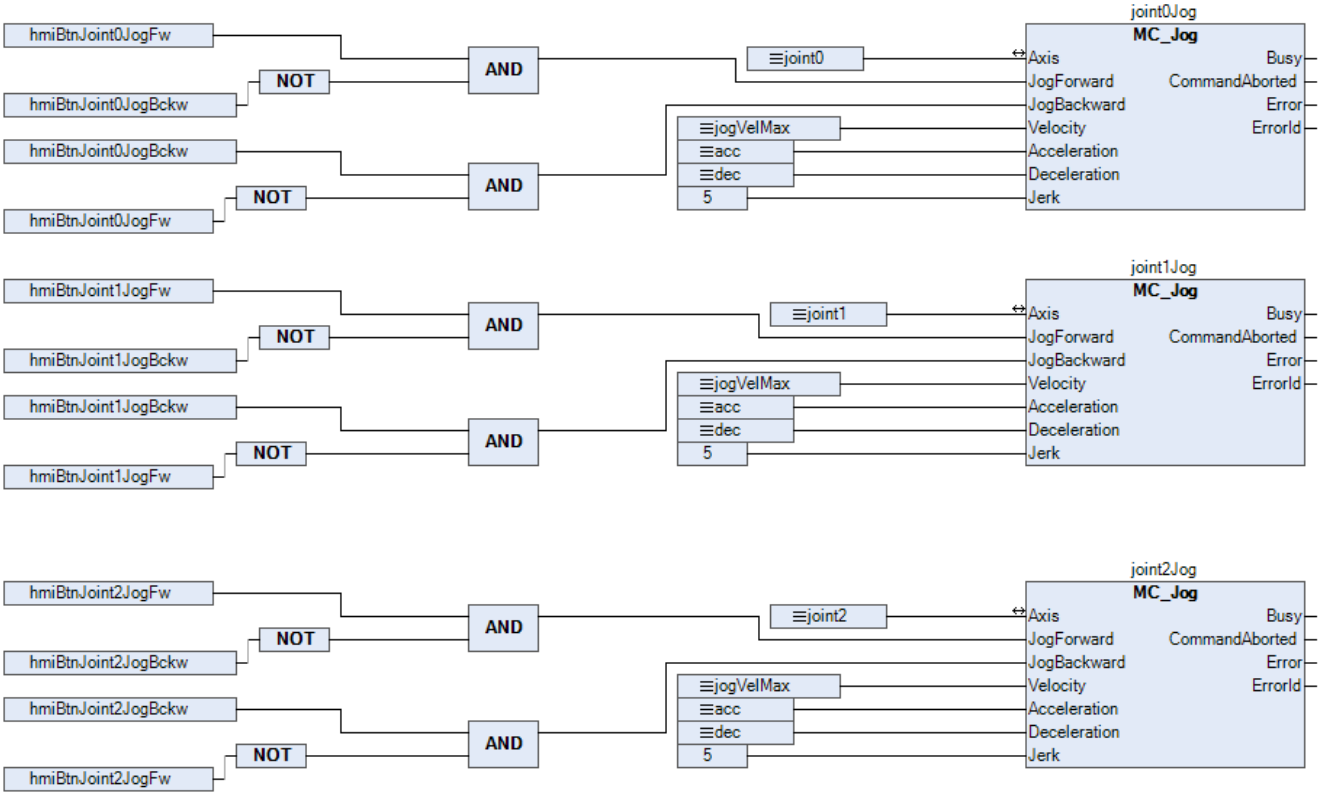 joint0Jog
MC_Jog
hmiBtnJoint0JogFw
AND
joint0
Axis
Busy
NOT
JogForward
CommandAborted
hmiBtnJoint0JogBckw
JogBackward
Error
jogVelMax
Velocity
ErrorId
hmiBtnJoint0JogBckw
acc
Acceleration
AND
dec
Deceleration
NOT
5
Jerk
hmiBtnJoint0JogFw
joint1Jog
MC_Jog
hmiBtnJoint1JogFw
AND
joint1
Axis
Busy
NOT
JogForward
CommandAborted
hmiBtnJoint1JogBckw
JogBackward
Error
jogVelMax
Velocity
ErrorId
hmiBtnJoint1JogBckw
acc
Acceleration
AND
dec
Deceleration
NOT
5
Jerk
hmiBtnJoint1JogFw
joint2Jog
MC_Jog
hmiBtnJoint2JogFw
AND
joint2
Axis
Busy
NOT
JogForward
CommandAborted
hmiBtnJoint2JogBckw
JogBackward
Error
jogVelMax
Velocity
ErrorId
hmiBtnJoint2JogBckw
acc
Acceleration
AND
dec
Deceleration
NOT
5
Jerk
hmiBtnJoint2JogFw